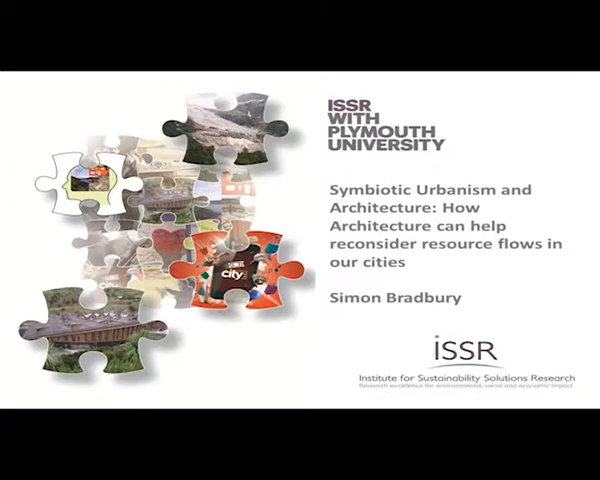 ISSR
WITH
PLYMOUTH
UNIVERSITY
Symbiotic Urbanism and
Architecture: How
Architecture can help
reconsider resource flows in
our cities
Simon Bradbury
city
iSSR
Institute for Sustainability Solutions Research
Research excellence for environmental, social and economic impact